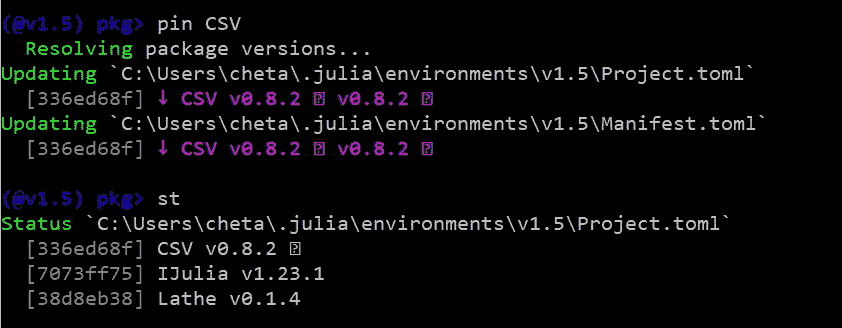 (@v1.5) pkg> pin CSV
Resolving package versions...
Updating `C:\Users\cheta\.julia\environments\v1.5\Project.toml`
[336ed68f] ↓ CSV v0.8.2 ⍰ v0.8.2 ⍰
Updating `C:\Users\cheta\.julia\environments\v1.5\Manifest.toml`
[336ed68f] ↓ CSV v0.8.2 ⍰ v0.8.2 ⍰
(@v1.5) pkg> st
Status `C:\Users\cheta\.julia\environments\v1.5\Project.toml`
[336ed68f] CSV v0.8.2 ⍰
[7073ff75] IJulia v1.23.1
[38d8eb38] Lathe v0.1.4